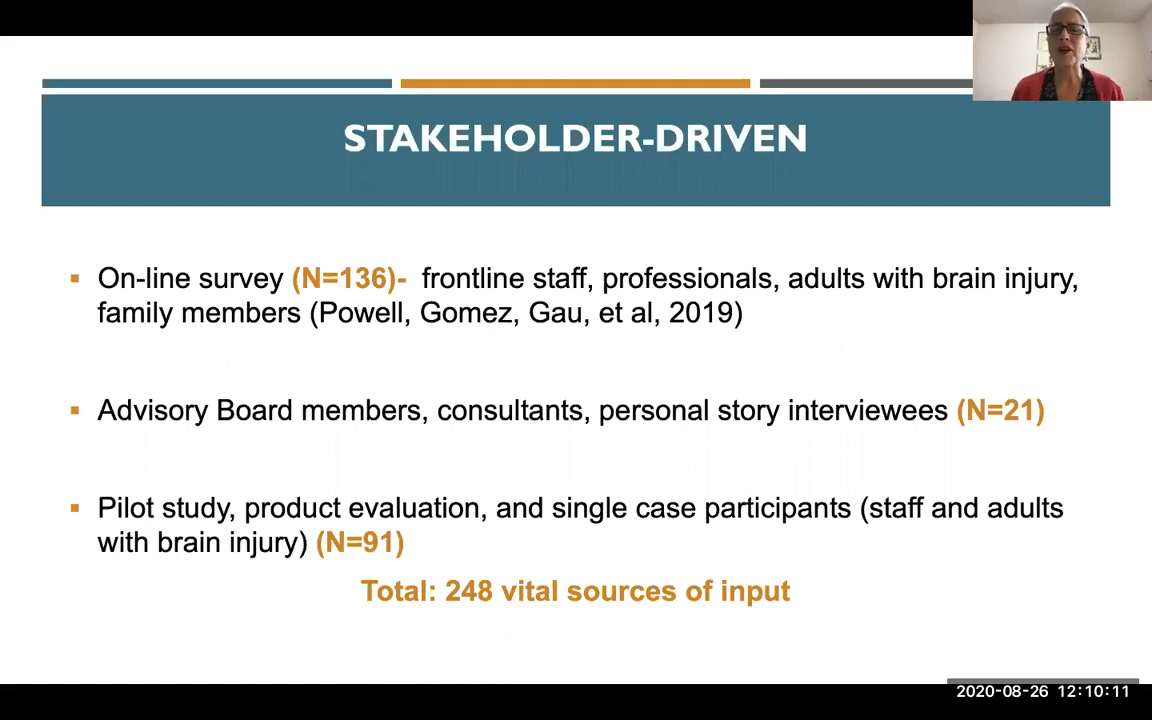 STAKEHOLDER-DRIVEN
▪ On-line survey (N=136)- frontline staff, professionals, adults with brain injury,
family members (Powell, Gomez, Gau, et al, 2019)
▪ Advisory Board members, consultants, personal story interviewees (N=21)
▪ Pilot study, product evaluation, and single case participants (staff and adults
with brain injury) (N=91)
Total: 248 vital sources of input
2020-08-26 12:10:11